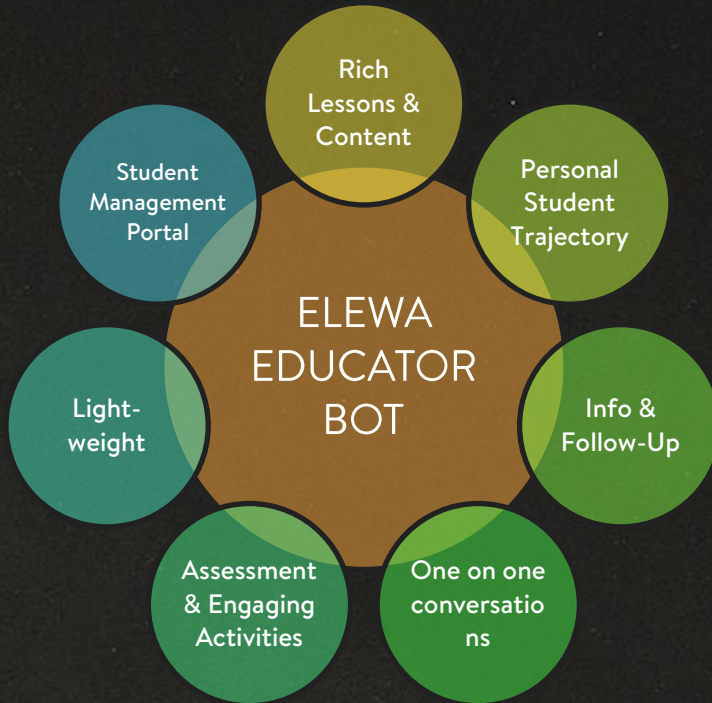 Rich
Lessons &
Content
Personal
Student
Trajectory
Info &
Follow-Up
One on one
conversatio
ns
Assessment
& Engaging
Activities
Light-
weight
Student
Management
Portal
ELEWA
EDUCATOR
BOT